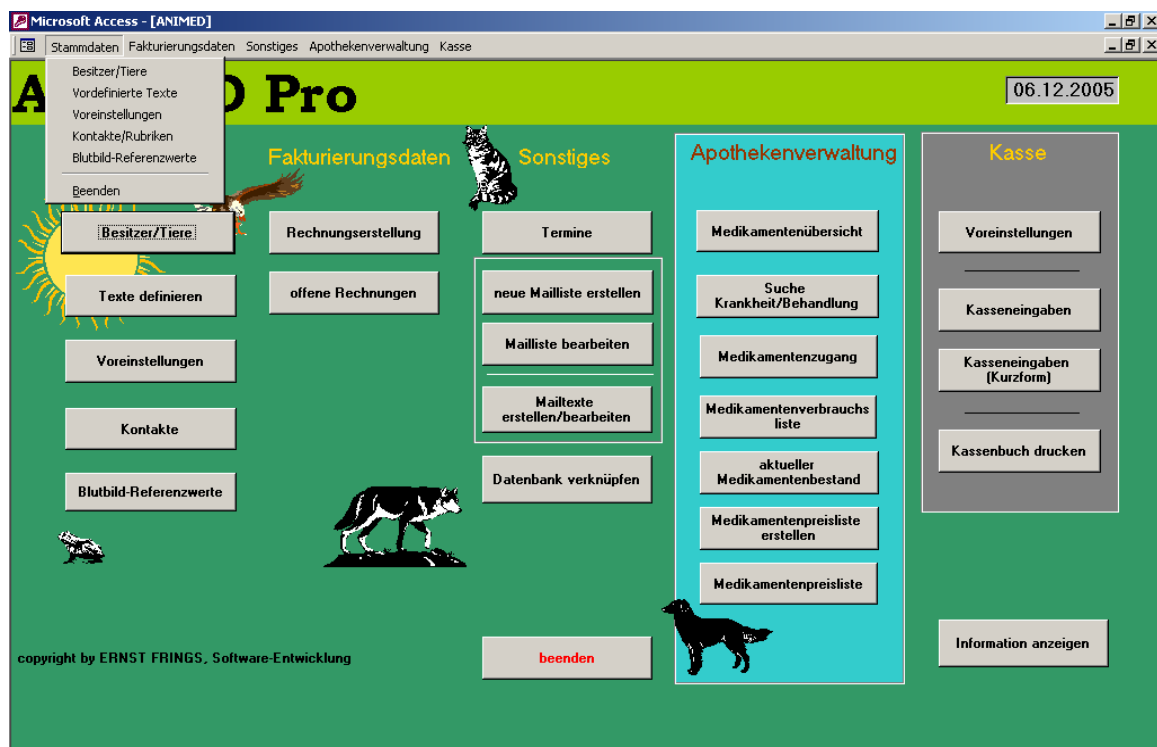 Microsoft Access - [ANIMED]
Stammdaten Fakturierungsdaten Sonstiges Apothekenverwaltung Kasse
Besitzer/Tiere
Vordefinierte Texte
Voreinstellungen
Kontakte/Rubriken
Blutbild-Referenzwerte
Beenden
Pro
06.12.2005
Besitzer/Tiere
Texte definieren
Voreinstellungen
Kontakte
Blutbild-Referenzwerte
Fakturierungsdaten
Rechnungserstellung
offene Rechnungen
Sonstiges
Termine
neue Mailliste erstellen
Mailliste bearbeiten
Mailtexte
erstellen/bearbeiten
Datenbank verknüpfen
beenden
Apothekenverwaltung
Medikamentenübersicht
Suche
Krankheit/Behandlung
Medikamentenzugang
Medikamentenverbrauchs
liste
aktueller
Medikamentenbestand
Medikamentenpreisliste
erstellen
Medikamentenpreisliste
Kasse
Voreinstellungen
Kasseneingaben
Kasseneingaben
(Kurzform)
Kassenbuch drucken
Information anzeigen
copyright by ERNST FRINGS, Software-Entwicklung